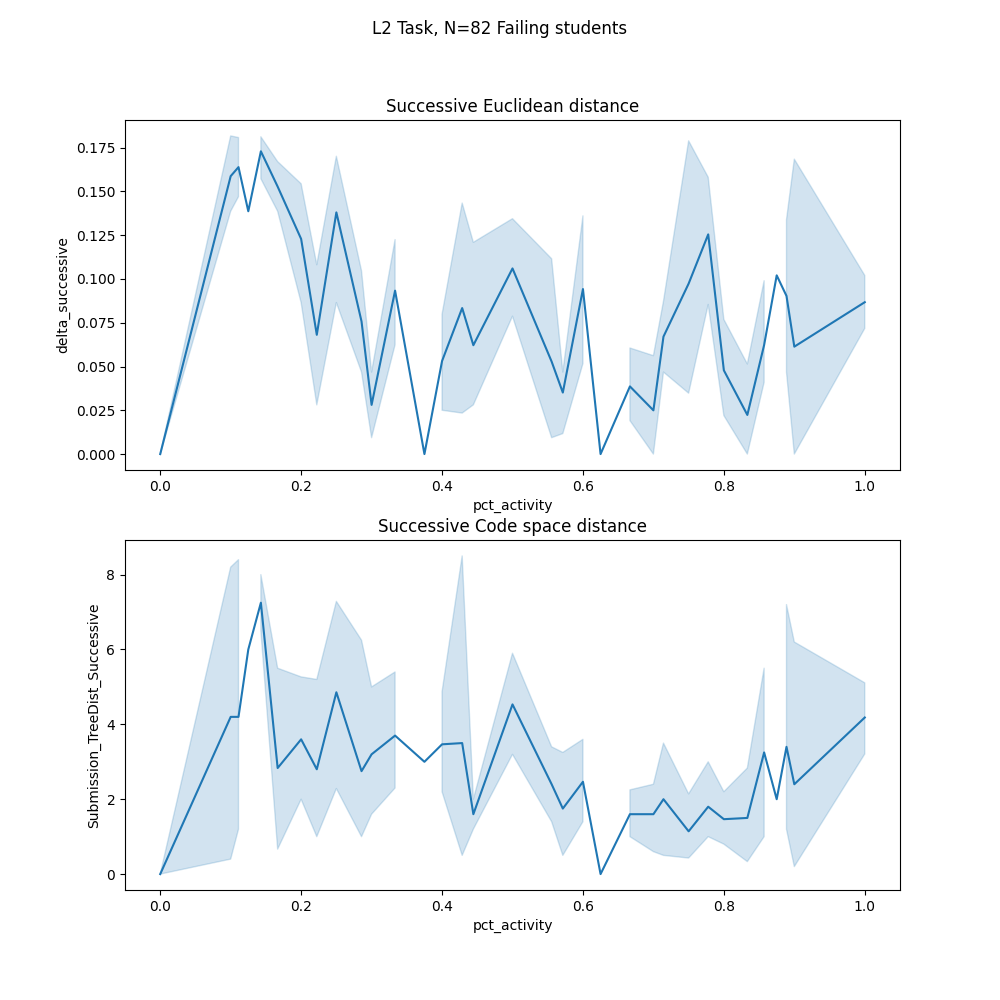 L2 Task, N=82 Failing students
Successive Euclidean distance
delta_successive
0.175
0.150
0.125
0.100
0.075
0.050
0.025
0.000
0.0 0.2 0.4 0.6 0.8 1.0
pct_activity
Successive Code space distance
Submission_TreeDist_Successive
8
6
4
2
0
0.0 0.2 0.4 0.6 0.8 1.0
pct_activity